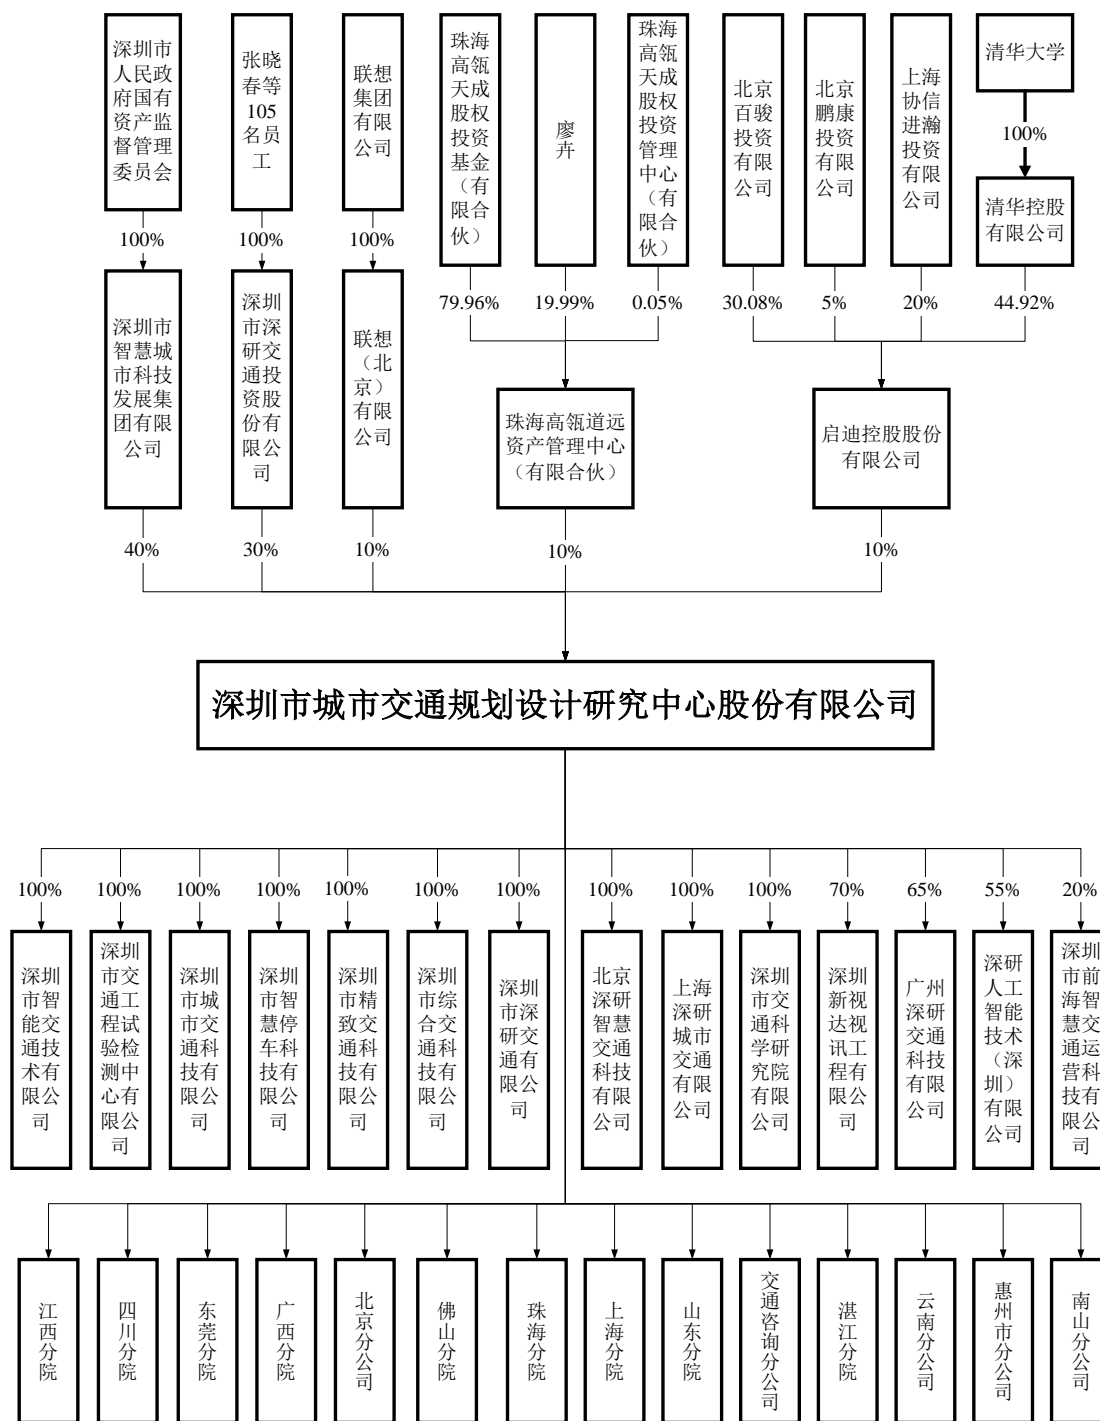 深圳市
人民政
府国有
资产监
督管理
委员会
张晓
春等
105
名员
工
联想
集团
有限
公司
珠海
高瓴
天成
股权
投资
基金
（有
限合
伙）
廖
卉
珠海
高瓴
天成
股权
投资
管理
中心
（有
限合
伙）
北京
百骏
投资
有限
公司
北京
鹏康
投资
有限
公司
上海
协信
进瀚
投资
有限
公司
清华大学
100%
清华控股
有限公司
100%
100%
100%
79.96%
19.99%
0.05%
30.08%
5%
20%
44.92%
深圳市
智慧城
市科技
发展集
团有限
公司
深圳
市深
研交
通投
资股
份有
限公
司
联想
（北
京）
有限
公司
珠海高瓴道远
资产管理中心
（有限合伙）
启迪控股股份
有限公司
40%
30%
10%
10%
10%
深圳市城市交通规划设计研究中心股份有限公司
100%
100%
100%
100%
100%
100%
100%
100%
100%
100%
70%
65%
55%
20%
深圳
市智
能交
通技
术有
限公
司
深圳
市交
通工
程试
验检
测中
心有
限公
司
深圳
市城
市交
通科
技有
限公
司
深圳
市智
慧停
车科
技有
限公
司
深圳
市精
致交
通科
技有
限公
司
深圳
市综
合交
通科
技有
限公
司
深圳
市深
研交
通有
限公
司
北京
深研
智慧
交通
科技
有限
公司
上海
深研
城市
交通
有限
公司
深圳
市交
通科
学研
究院
有限
公司
深圳
新视
达视
讯工
程有
限公
司
广州
深研
交通
科技
有限
公司
深研
人工
智能
技术
（深
圳）
有限
公司
深圳
市前
海智
慧交
通运
营科
技有
限公
司
江西分院
四川分院
东莞分院
广西分院
北京分公司
佛山分院
珠海分院
上海分院
山东分院
交通咨询分公司
湛江分院
云南分公司
惠州市分公司
南山分公司